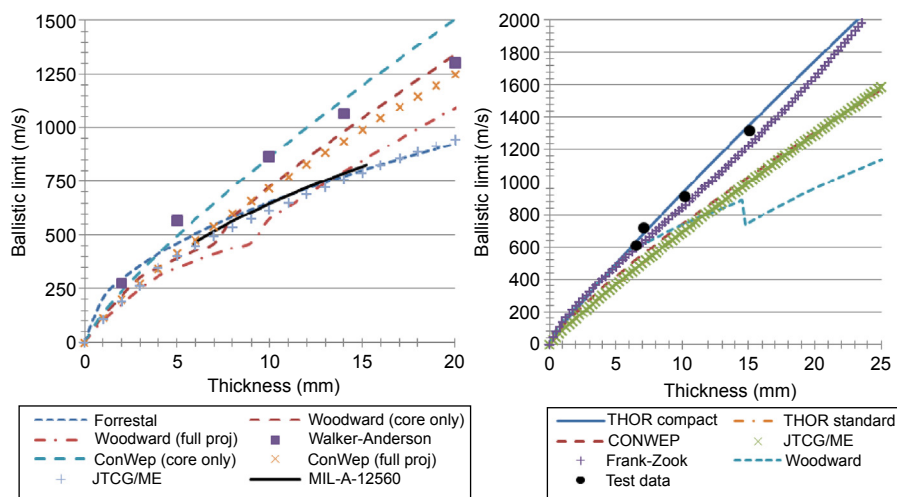 1500
1250
1000
750
500
250
0
Ballistic limit (m/s)
0 5 10 15 20
Thickness (mm)
Forrestal
Woodward (core only)
Woodward (full proj)
Walker-Anderson
ConWep (core only)
ConWep (full proj)
JTCG/ME
MIL-A-12560
2000
1800
1600
1400
1200
1000
800
600
400
200
0
Ballistic limit (m/s)
0 5 10 15 20 25
Thickness (mm)
THOR compact
THOR standard
CONWEP
JTCG/ME
Frank-Zook
Woodward
Test data